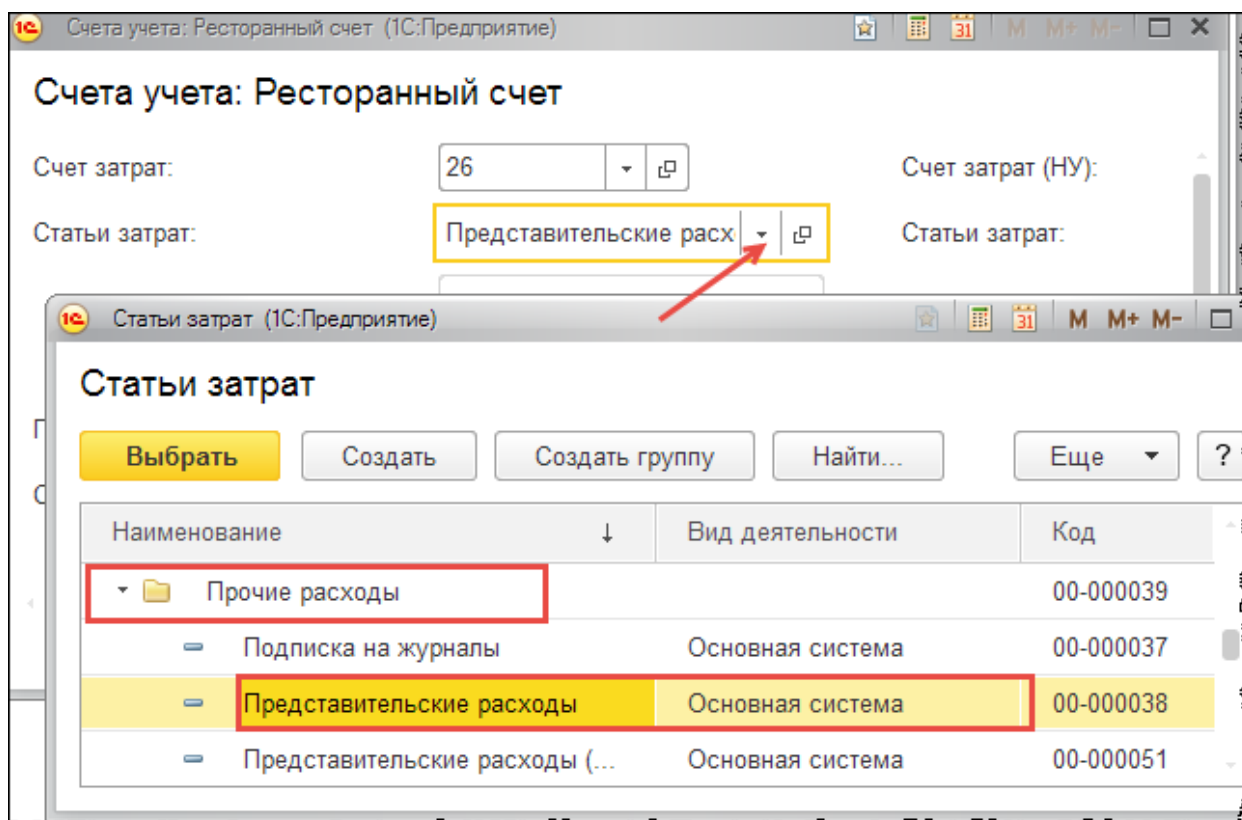 Счета учета: Ресторанный счет (1С:Предприятие) 31 M M+ M-
Счета учета: Ресторанный счет
Счет затрат: 26 Счет затрат (НУ):
Статьи затрат: Представительские расх Статьи затрат:
Статьи затрат (1С:Предприятие) 31 M M+ M-
Статьи затрат
Выбрать Создать Создать группу Найти... Еще ?
Наименование ↓ Вид деятельности Код
Прочие расходы 00-000039
Подписка на журналы Основная система 00-000037
Представительские расходы Основная система 00-000038
Представительские расходы (... Основная система 00-000051